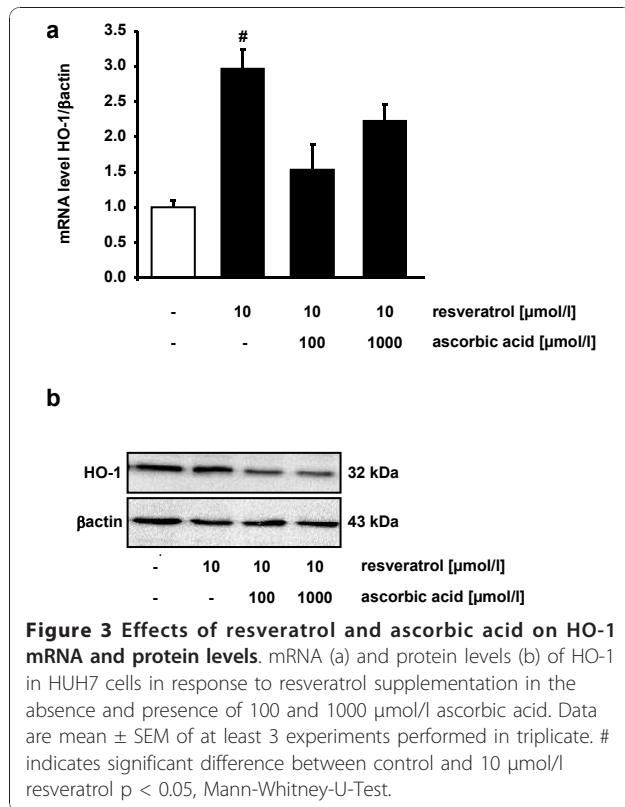 a
#
mRNA level HO-1/βactin
3.5
3.0
2.5
2.0
1.5
1.0
0.5
0.0
- 10 10 10 resveratrol [µmol/l]
- - 100 1000 ascorbic acid [µmol/l]
b
HO-1 32 kDa
βactin 43 kDa
- 10 10 10 resveratrol [µmol/l]
- - 100 1000 ascorbic acid [µmol/l]
Figure 3 Effects of resveratrol and ascorbic acid on HO-1
mRNA and protein levels. mRNA (a) and protein levels (b) of HO-1
in HUH7 cells in response to resveratrol supplementation in the
absence and presence of 100 and 1000 µmol/l ascorbic acid. Data
are mean ± SEM of at least 3 experiments performed in triplicate. #
indicates significant difference between control and 10 µmol/l
resveratrol p < 0.05, Mann-Whitney-U-Test.